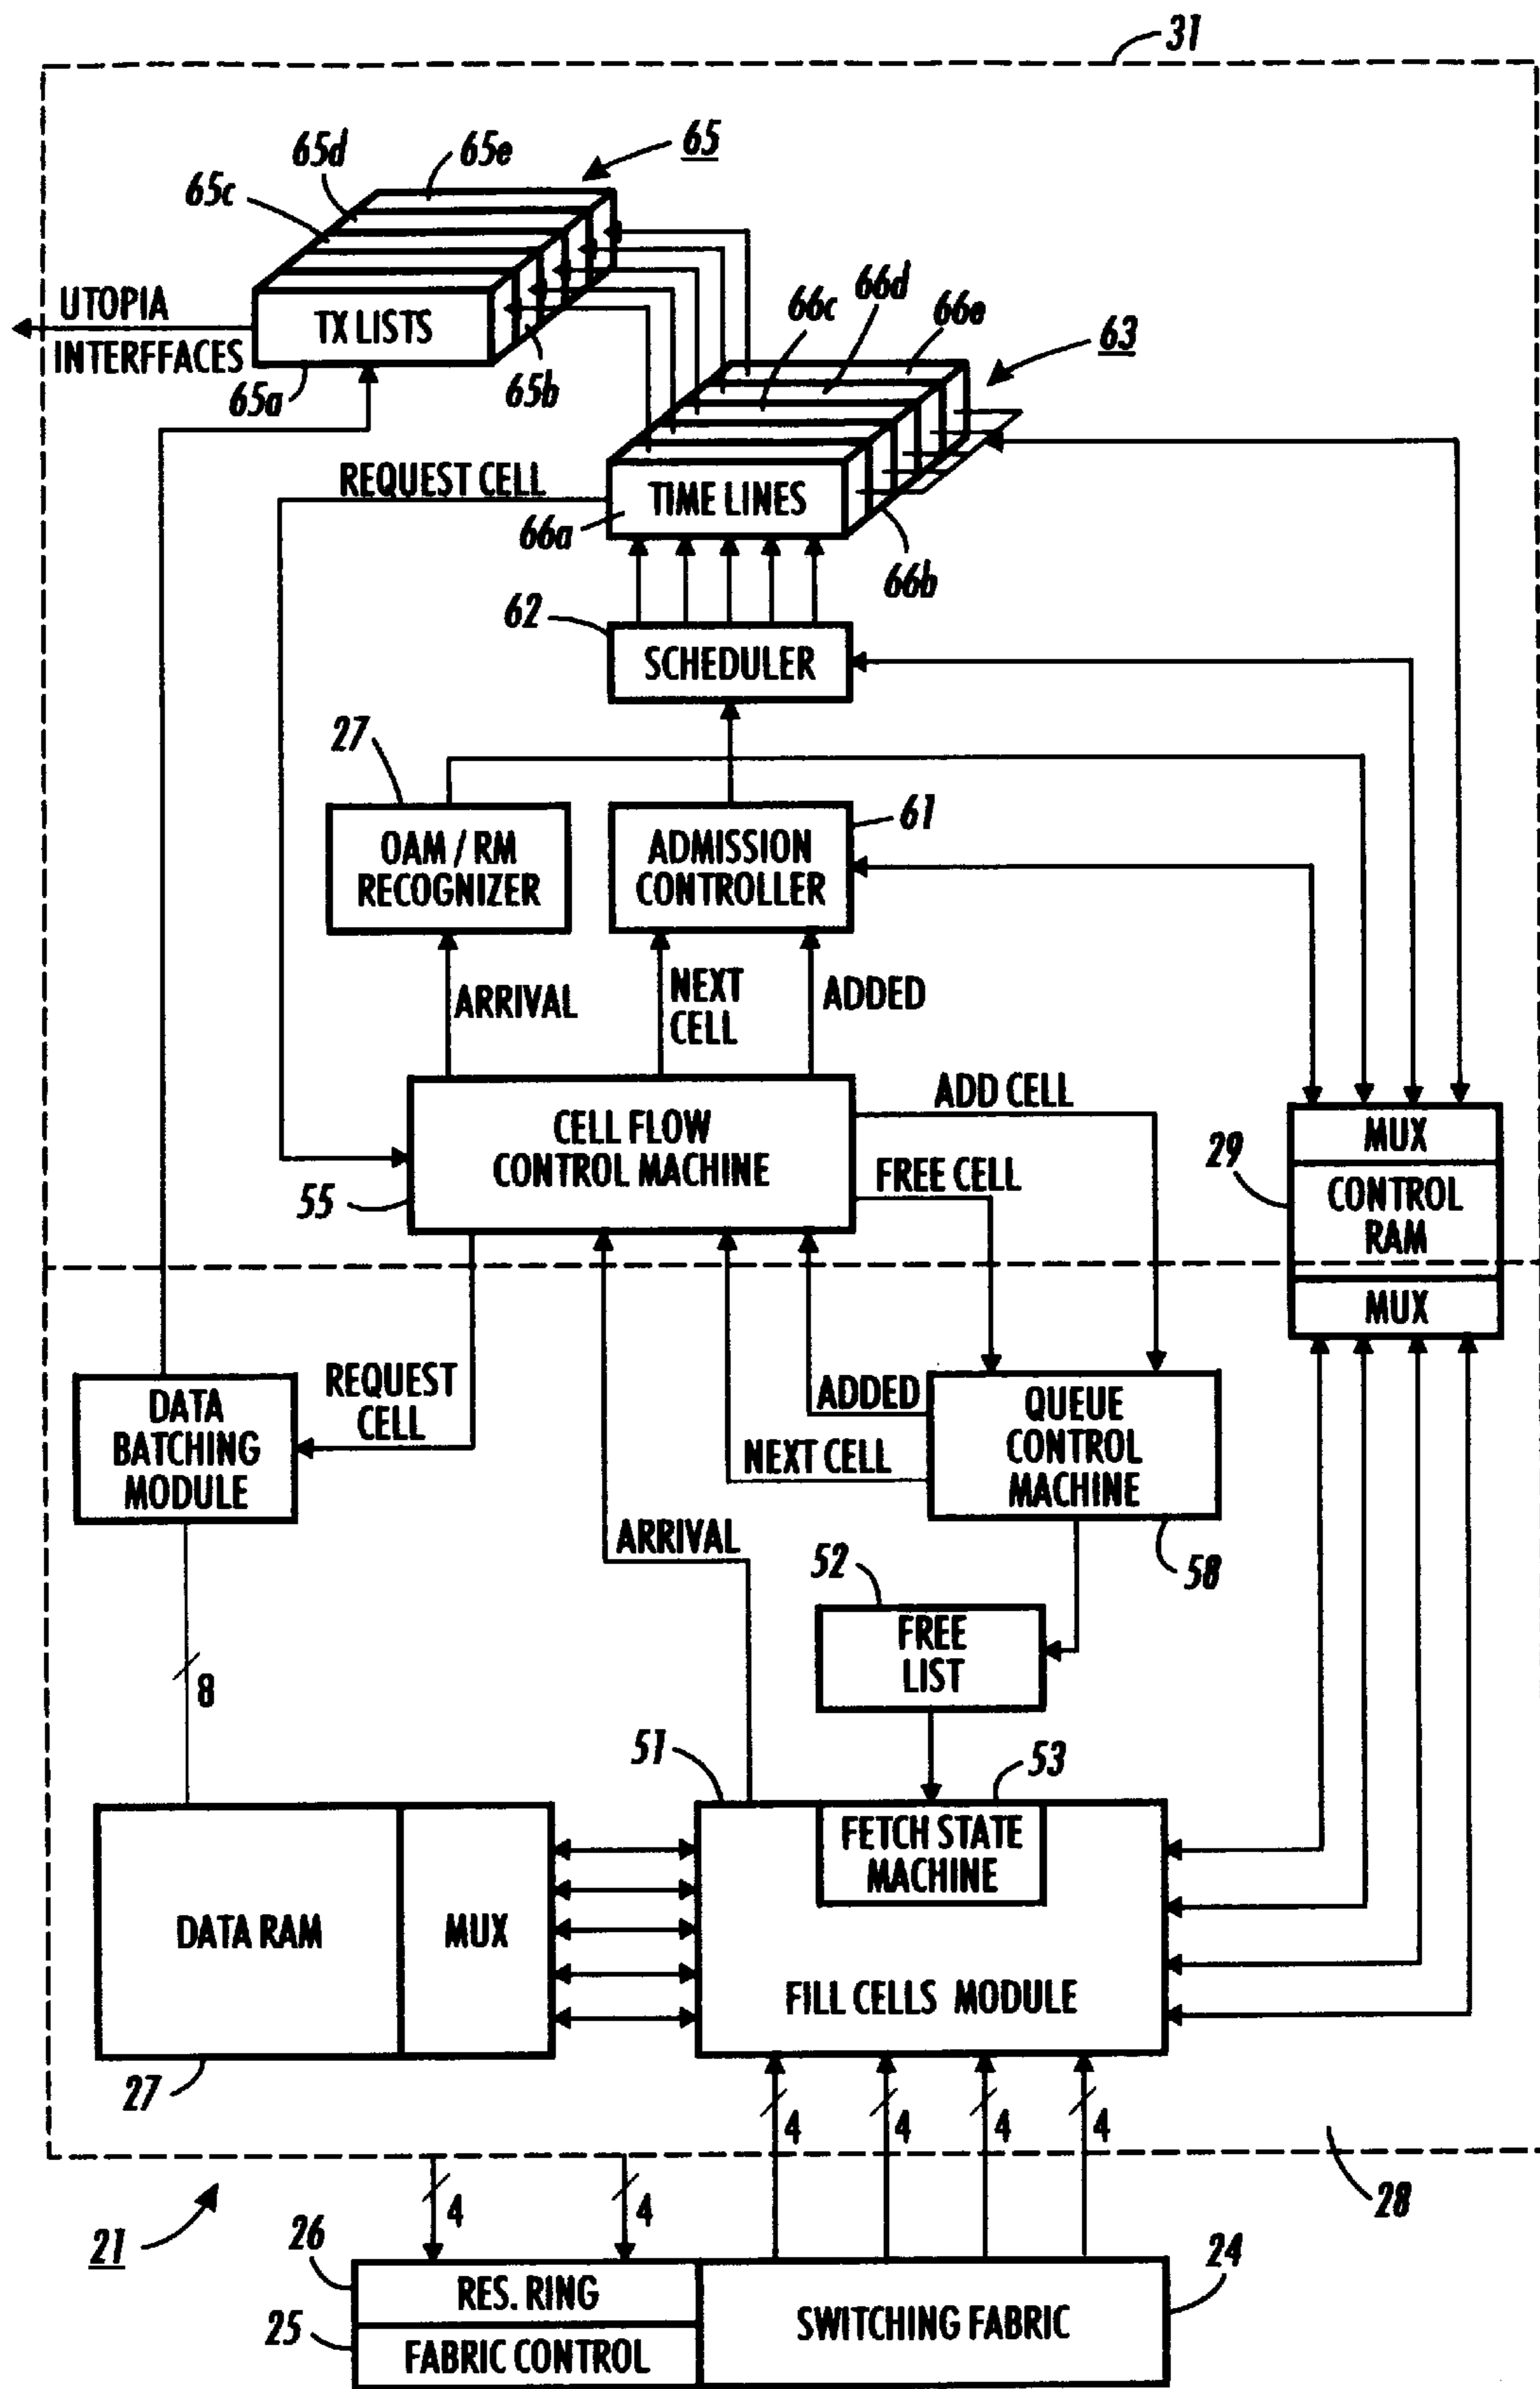 31
65d
65e
65
65c
UTOPIA
INTERFFACES
TX LISTS
65a
65b
66c
66d
66e
63
REQUEST CELL
TIME LINES
66a
66b
62
SCHEDULER
27
OAM / RM
RECOGNIZER
ADMISSION
CONTROLLER
61
ARRIVAL
NEXT
CELL
ADDED
CELL FLOW
CONTROL MACHINE
55
ADD CELL
FREE CELL
29
MUX
CONTROL
RAM
MUX
DATA
BATCHING
MODULE
REQUEST
CELL
ADDED
NEXT CELL
QUEUE
CONTROL
MACHINE
58
ARRIVAL
52
FREE
LIST
8
51
53
FETCH STATE
MACHINE
DATA RAM
MUX
FILL CELLS MODULE
27
4
4
4
4
28
21
4
4
26
RES. RING
25
FABRIC CONTROL
SWITCHING FABRIC
24